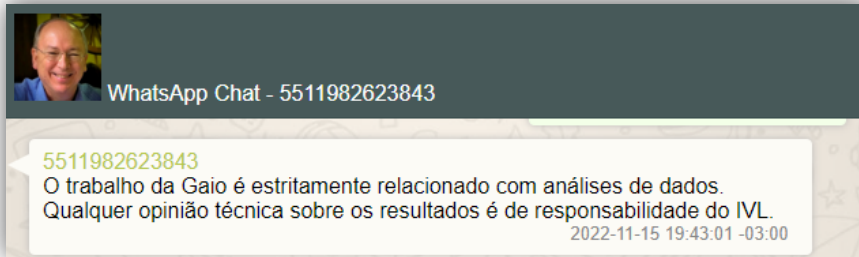 WhatsApp Chat - 5511982623843
5511982623843
O trabalho da Gaio é estritamente relacionado com análises de dados.
Qualquer opinião técnica sobre os resultados é de responsabilidade do IVL.
2022-11-15 19:43:01 -03:00